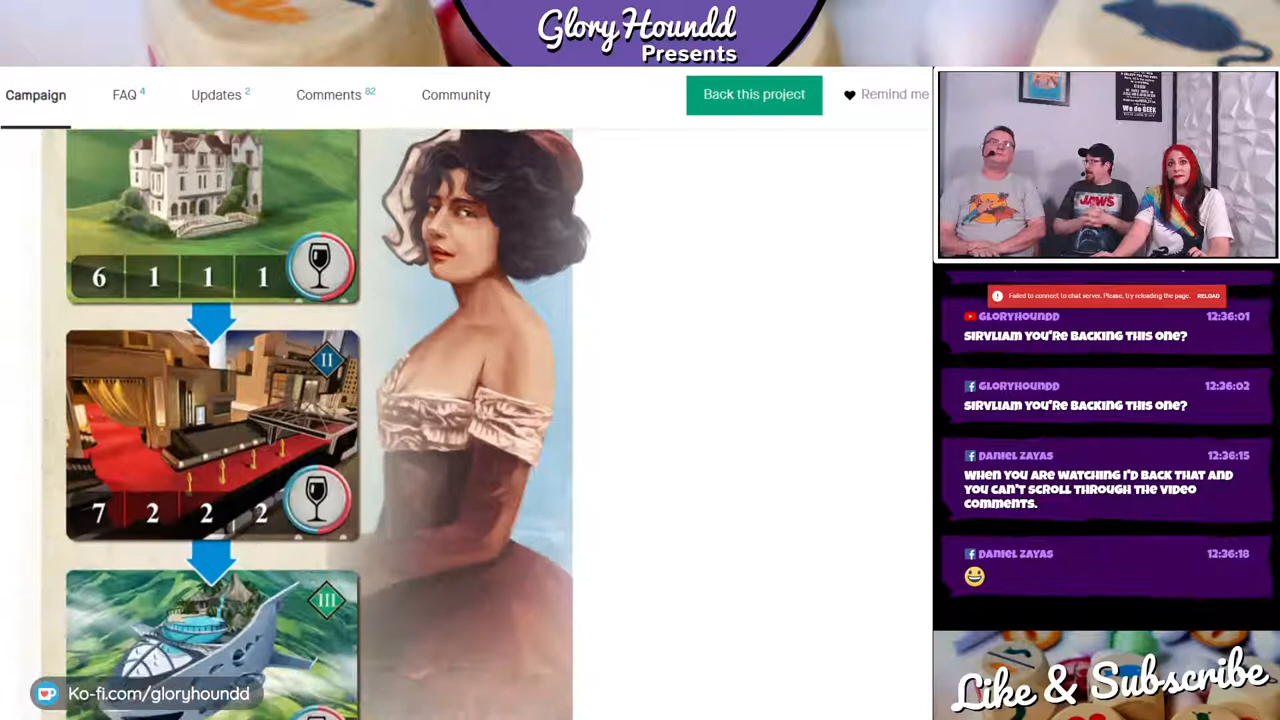 GloryHoundd
Presents
Campaign
FAQ 4
Updates 2
Comments 82
Community
Back this project
Remind me
6 1 1 1
II
7 2 2 2
III
Ko-fi.com/gloryhoundd
We do GEEK
JAWS
Failed to connect to chat server. Please, try reloading the page. RELOAD
GLORYHOUNDD 12:36:01
SIRVLIAM YOU'RE BACKING THIS ONE?
GLORYHOUNDD 12:36:02
SIRVLIAM YOU'RE BACKING THIS ONE?
DANIEL ZAYAS 12:36:15
WHEN YOU ARE WATCHING I'D BACK THAT AND
YOU CAN'T SCROLL THROUGH THE VIDEO
COMMENTS.
DANIEL ZAYAS 12:36:18
Like & Subscribe